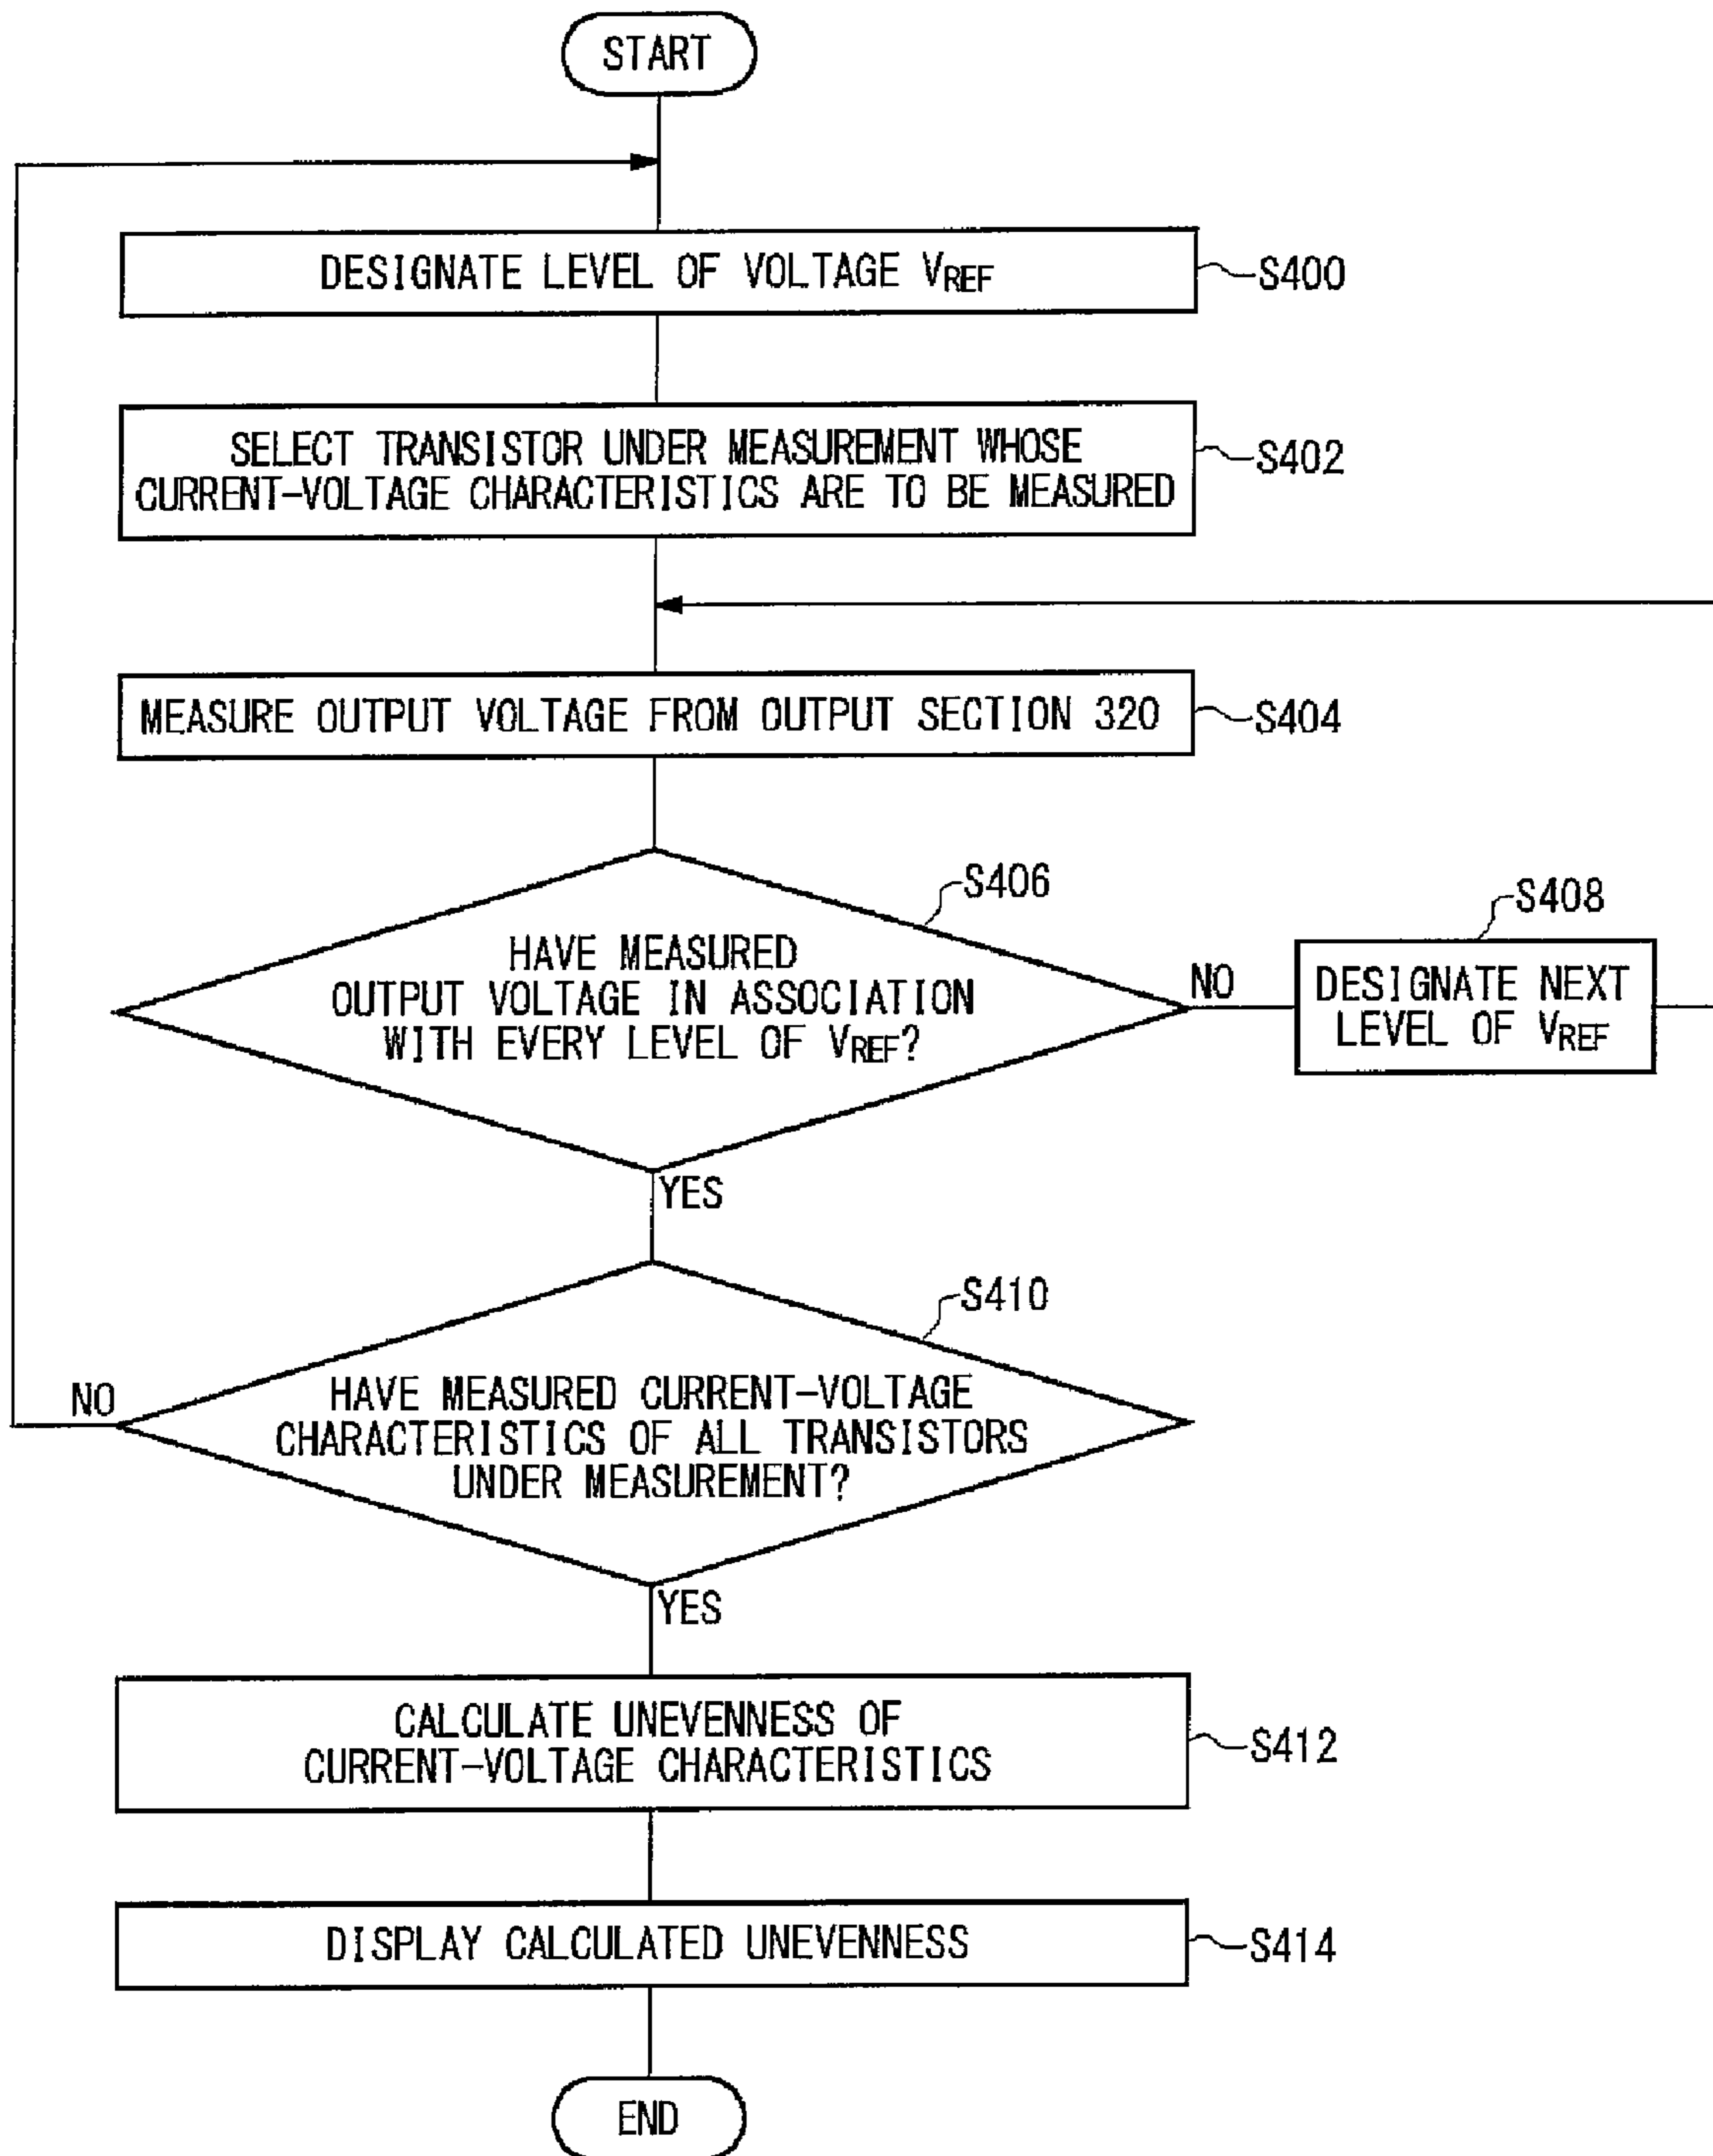 START
DESIGNATE LEVEL OF VOLTAGE VREF
S400
SELECT TRANSISTOR UNDER MEASUREMENT WHOSE
CURRENT-VOLTAGE CHARACTERISTICS ARE TO BE MEASURED
S402
MEASURE OUTPUT VOLTAGE FROM OUTPUT SECTION 320
S404
S406
HAVE MEASURED
OUTPUT VOLTAGE IN ASSOCIATION
WITH EVERY LEVEL OF VREF?
NO
S408
DESIGNATE NEXT
LEVEL OF VREF
YES
S410
HAVE MEASURED CURRENT-VOLTAGE
CHARACTERISTICS OF ALL TRANSISTORS
UNDER MEASUREMENT?
NO
YES
CALCULATE UNEVENNESS OF
CURRENT-VOLTAGE CHARACTERISTICS
S412
DISPLAY CALCULATED UNEVENNESS
S414
END